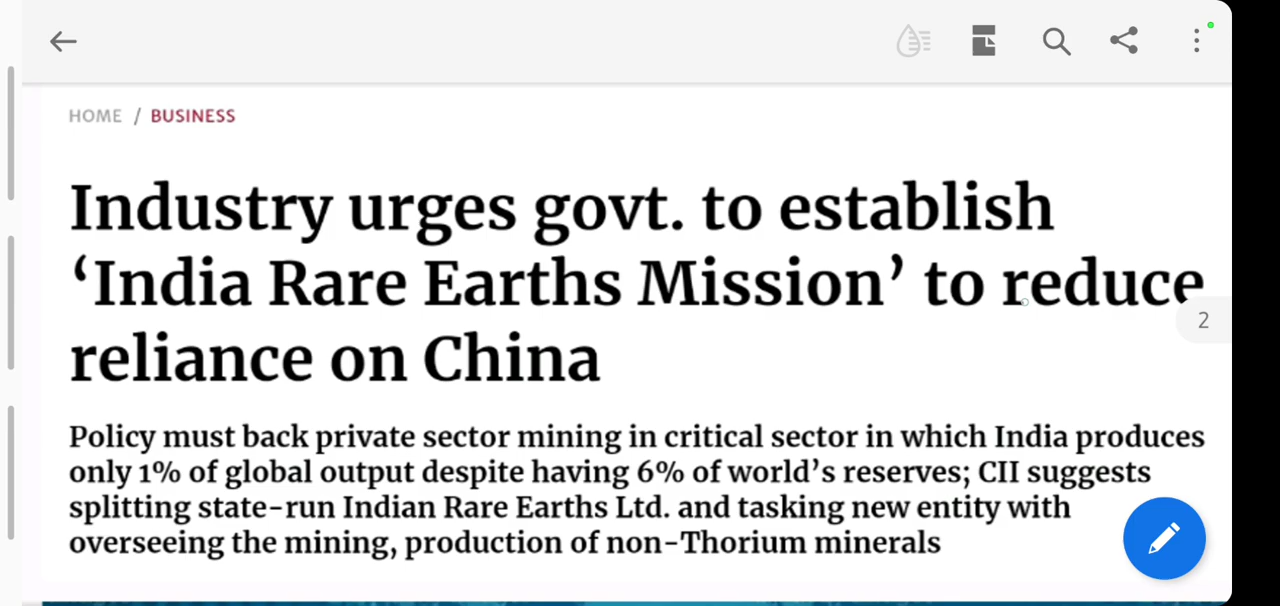 HOME / BUSINESS
Industry urges govt. to establish
‘India Rare Earths Mission’ to reduce
reliance on China
2
Policy must back private sector mining in critical sector in which India produces
only 1% of global output despite having 6% of world’s reserves; CII suggests
splitting state-run Indian Rare Earths Ltd. and tasking new entity with
overseeing the mining, production of non-Thorium minerals